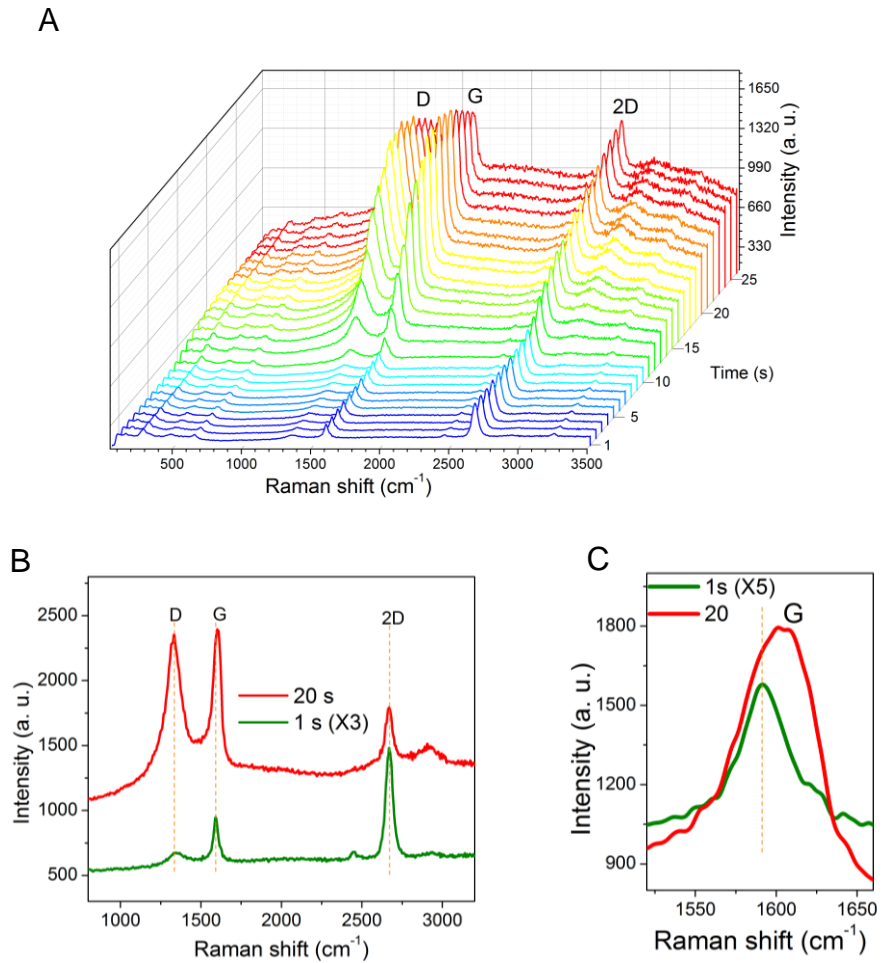 A
D
G
2D
1650
1320
990
660
330
Intensity (a. u.)
25
20
15
10
5
1
Time (s)
500
1000
1500
2000
2500
3000
3500
Raman shift (cm-1)
B
D
G
2D
2500
2000
1500
1000
500
Intensity (a. u.)
20 s
1 s (X3)
1000
1500
2000
2500
3000
Raman shift (cm-1)
C
1s (X5)
20
G
1800
1500
1200
900
Intensity (a. u.)
1550
1600
1650
Raman shift (cm-1)